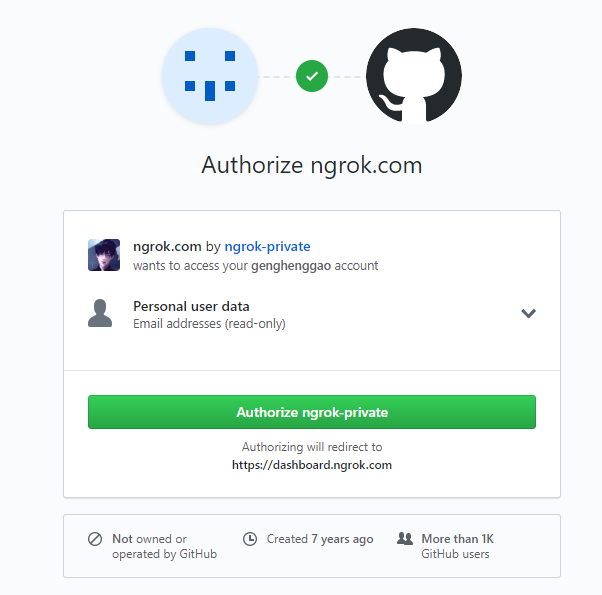 Authorize ngrok.com
ngrok.com by ngrok-private
wants to access your genghenggao account
Personal user data
Email addresses (read-only)
Authorize ngrok-private
Authorizing will redirect to
https://dashboard.ngrok.com
Not owned or
operated by GitHub
Created 7 years ago
More than 1K
GitHub users